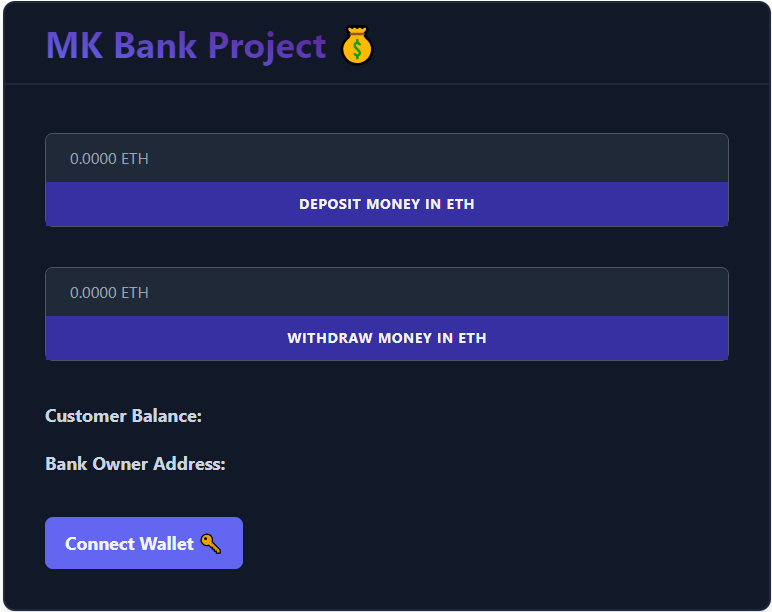 MK Bank Project 💰
0.0000 ETH
DEPOSIT MONEY IN ETH
0.0000 ETH
WITHDRAW MONEY IN ETH
Customer Balance:
Bank Owner Address:
Connect Wallet 🔑